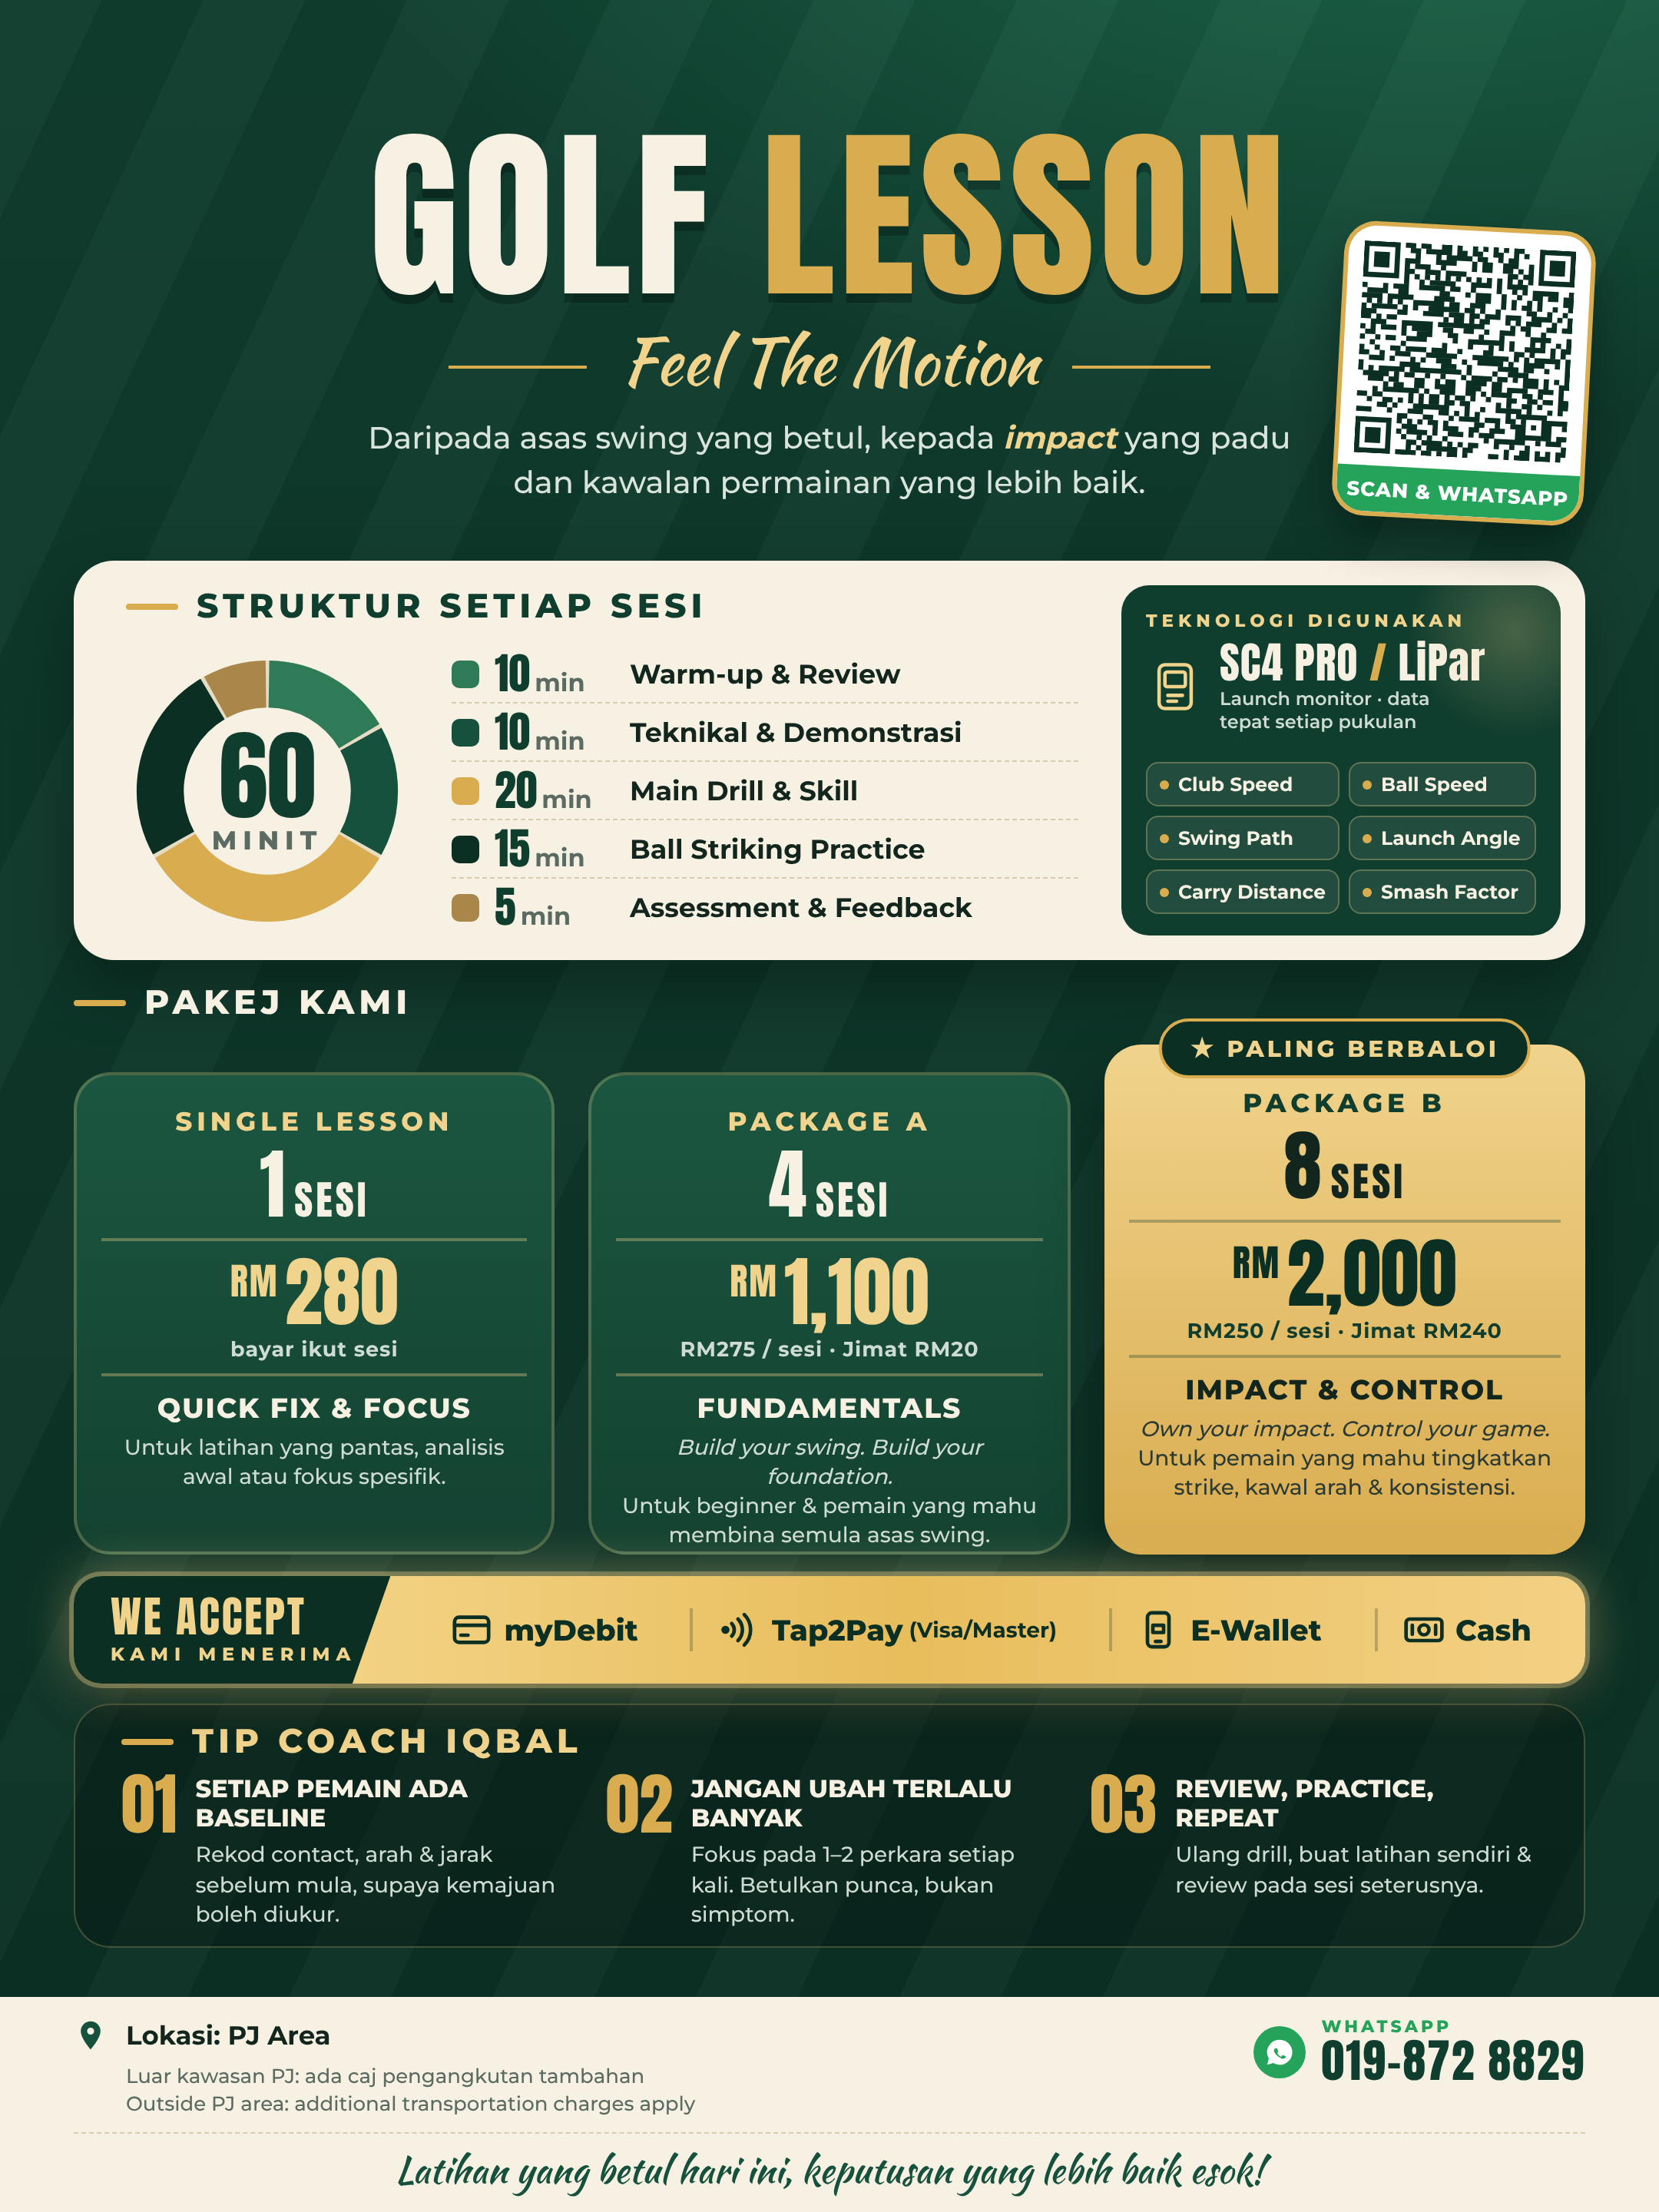 GOLF LESSON
Feel The Motion
Daripada asas swing yang betul, kepada impact yang padu
dan kawalan permainan yang lebih baik.
SCAN & WHATSAPP
STRUKTUR SETIAP SESI
60
MINIT
10 min Warm-up & Review
10 min Teknikal & Demonstrasi
20 min Main Drill & Skill
15 min Ball Striking Practice
5 min Assessment & Feedback
TEKNOLOGI DIGUNAKAN
SC4 PRO / LiPar
Launch monitor · data
tepat setiap pukulan
Club Speed
Ball Speed
Swing Path
Launch Angle
Carry Distance
Smash Factor
PAKEJ KAMI
SINGLE LESSON
1 SESI
RM 280
bayar ikut sesi
QUICK FIX & FOCUS
Untuk latihan yang pantas, analisis
awal atau fokus spesifik.
PACKAGE A
4 SESI
RM 1,100
RM275 / sesi · Jimat RM20
FUNDAMENTALS
Build your swing. Build your
foundation.
Untuk beginner & pemain yang mahu
membina semula asas swing.
★ PALING BERBALOI
PACKAGE B
8 SESI
RM 2,000
RM250 / sesi · Jimat RM240
IMPACT & CONTROL
Own your impact. Control your game.
Untuk pemain yang mahu tingkatkan
strike, kawal arah & konsistensi.
WE ACCEPT
KAMI MENERIMA
myDebit
Tap2Pay (Visa/Master)
E-Wallet
Cash
TIP COACH IQBAL
01
SETIAP PEMAIN ADA
BASELINE
Rekod contact, arah & jarak
sebelum mula, supaya kemajuan
boleh diukur.
02
JANGAN UBAH TERLALU
BANYAK
Fokus pada 1–2 perkara setiap
kali. Betulkan punca, bukan
simptom.
03
REVIEW, PRACTICE,
REPEAT
Ulang drill, buat latihan sendiri &
review pada sesi seterusnya.
Lokasi: PJ Area
Luar kawasan PJ: ada caj pengangkutan tambahan
Outside PJ area: additional transportation charges apply
WHATSAPP
019-872 8829
Latihan yang betul hari ini, keputusan yang lebih baik esok!